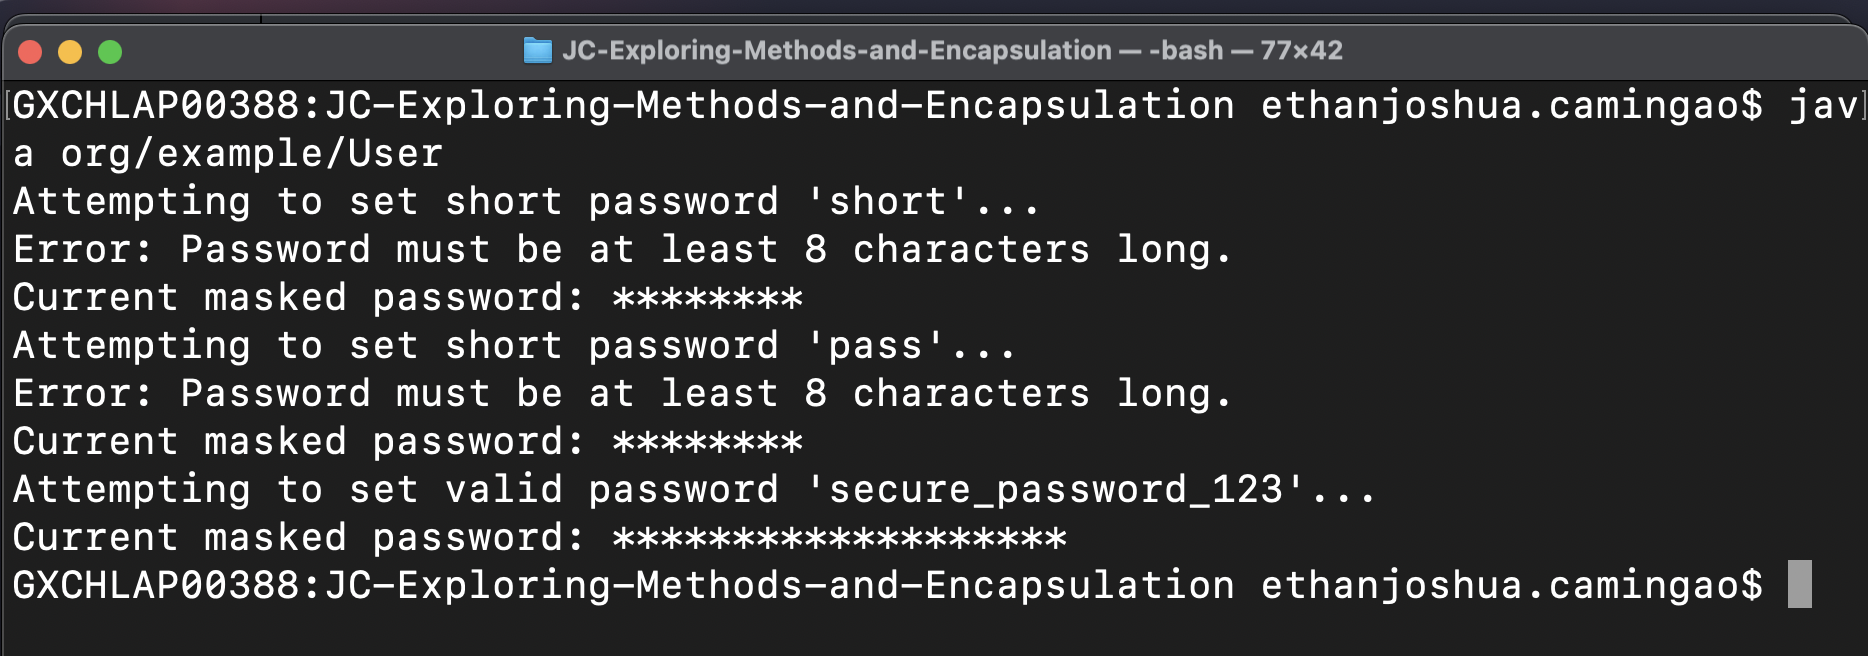 JC-Exploring-Methods-and-Encapsulation — -bash — 77×42
[GXCHLAP00388:JC-Exploring-Methods-and-Encapsulation ethanjoshua.camingao$ jav]
a org/example/User
Attempting to set short password 'short'...
Error: Password must be at least 8 characters long.
Current masked password: ********
Attempting to set short password 'pass'...
Error: Password must be at least 8 characters long.
Current masked password: ********
Attempting to set valid password 'secure_password_123'...
Current masked password: *******************
GXCHLAP00388:JC-Exploring-Methods-and-Encapsulation ethanjoshua.camingao$